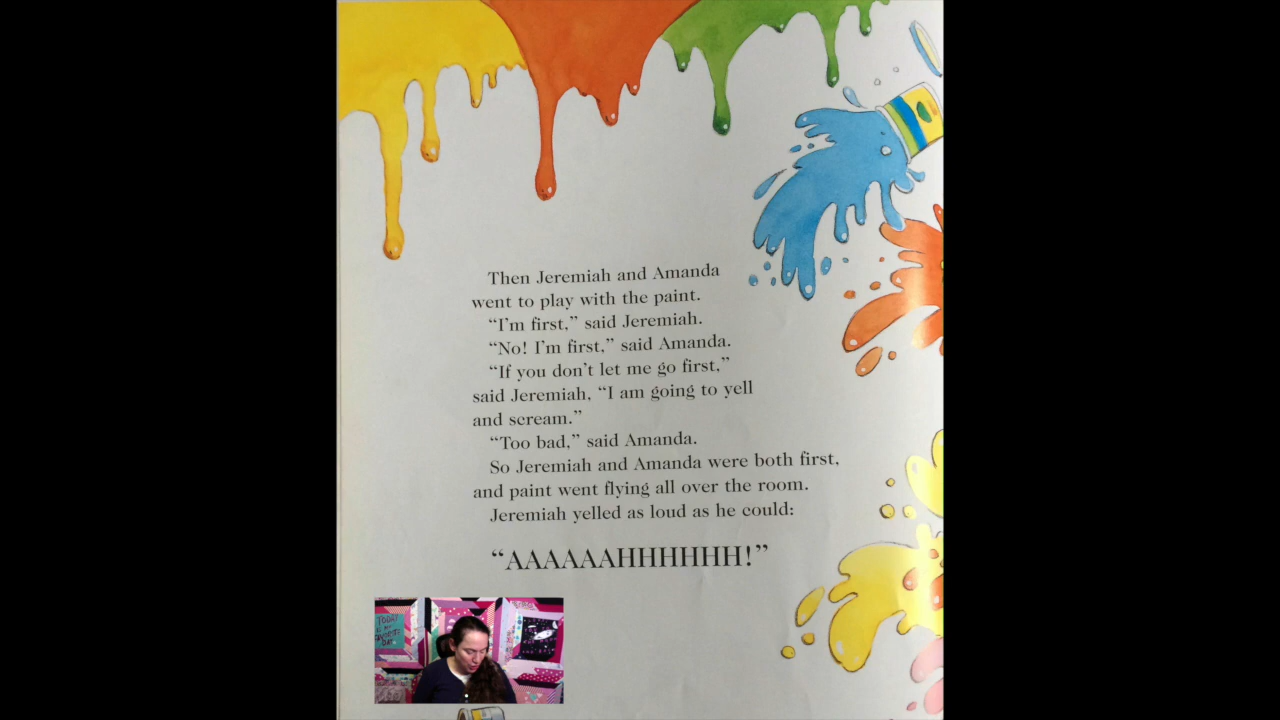 Then Jeremiah and Amanda
went to play with the paint.
“I’m first,” said Jeremiah.
“No! I’m first,” said Amanda.
“If you don’t let me go first,”
said Jeremiah, “I am going to yell
and scream.”
“Too bad,” said Amanda.
So Jeremiah and Amanda were both first,
and paint went flying all over the room.
Jeremiah yelled as loud as he could:
“AAAAAAHHHHHH!”
TODAY
DAY